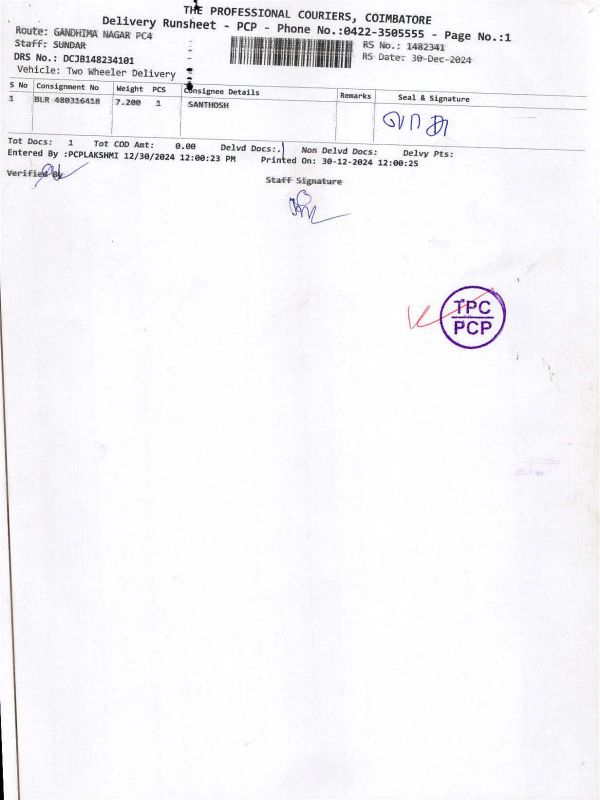 THE PROFESSIONAL COURIERS, COIMBATORE
Delivery Runsheet - PCP - Phone No.:0422-3505555 - Page No.:1
Route: GANDHIMA NAGAR PC4 RS No.: 1482341
Staff: SUNDAR RS Date: 30-Dec-2024
DRS No.: DCJB148234101
Vehicle: Two Wheeler Delivery
S No Consignment No Weight PCS Consignee Details Remarks Seal & Signature
1 BLR 480316418 7.200 1 SANTHOSH
Tot Docs: 1 Tot COD Amt: 0.00 Delvd Docs:. Non Delvd Docs: Delvy Pts:
Entered By :PCPLAKSHMI 12/30/2024 12:00:23 PM Printed On: 30-12-2024 12:00:25
Verified By
Staff Signature
TPC
PCP